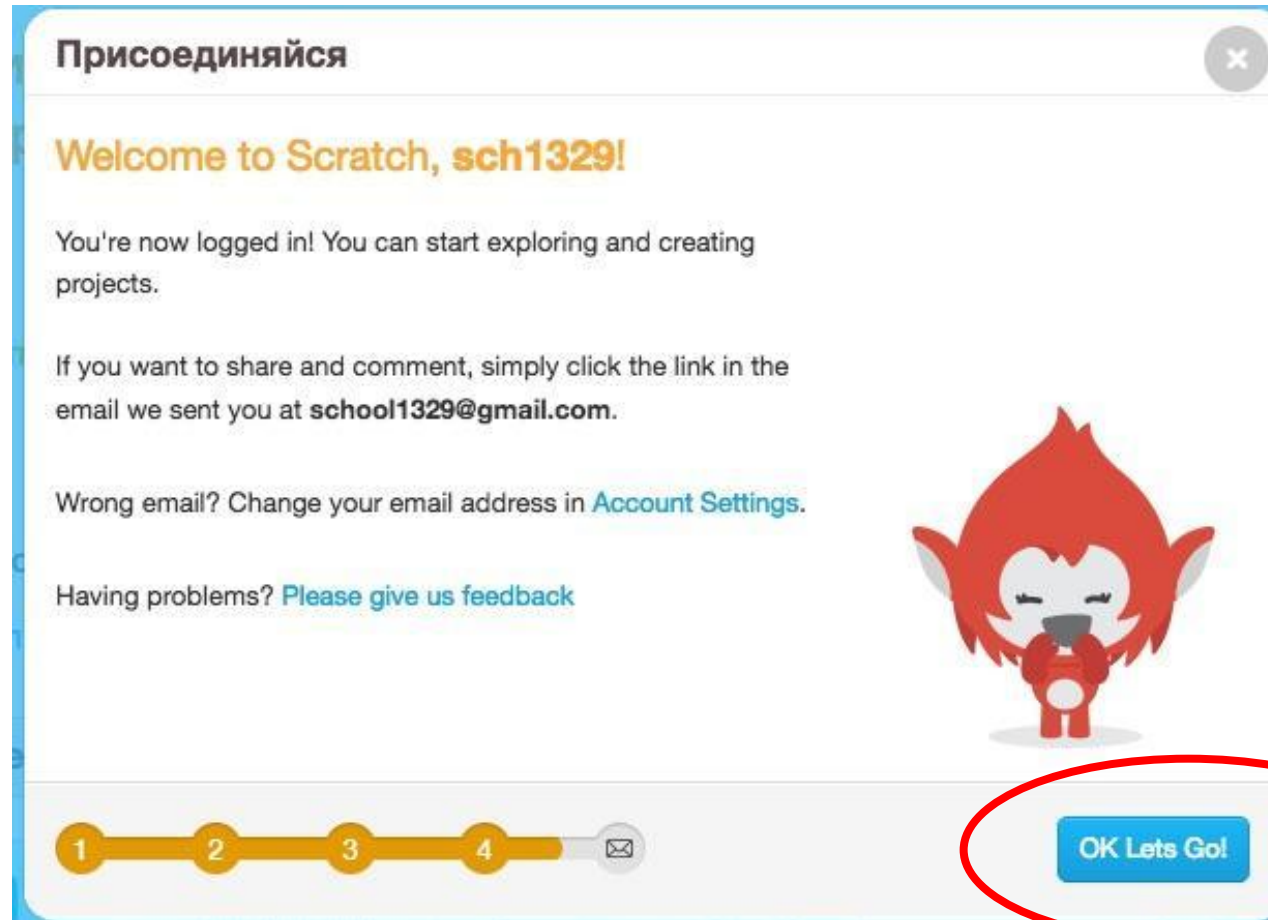 Присоединяйся
Welcome to Scratch, sch1329!
You're now logged in! You can start exploring and creating
projects.
If you want to share and comment, simply click the link in the
email we sent you at school1329@gmail.com.
Wrong email? Change your email address in Account Settings.
Having problems? Please give us feedback
1 2 3 4
OK Lets Go!